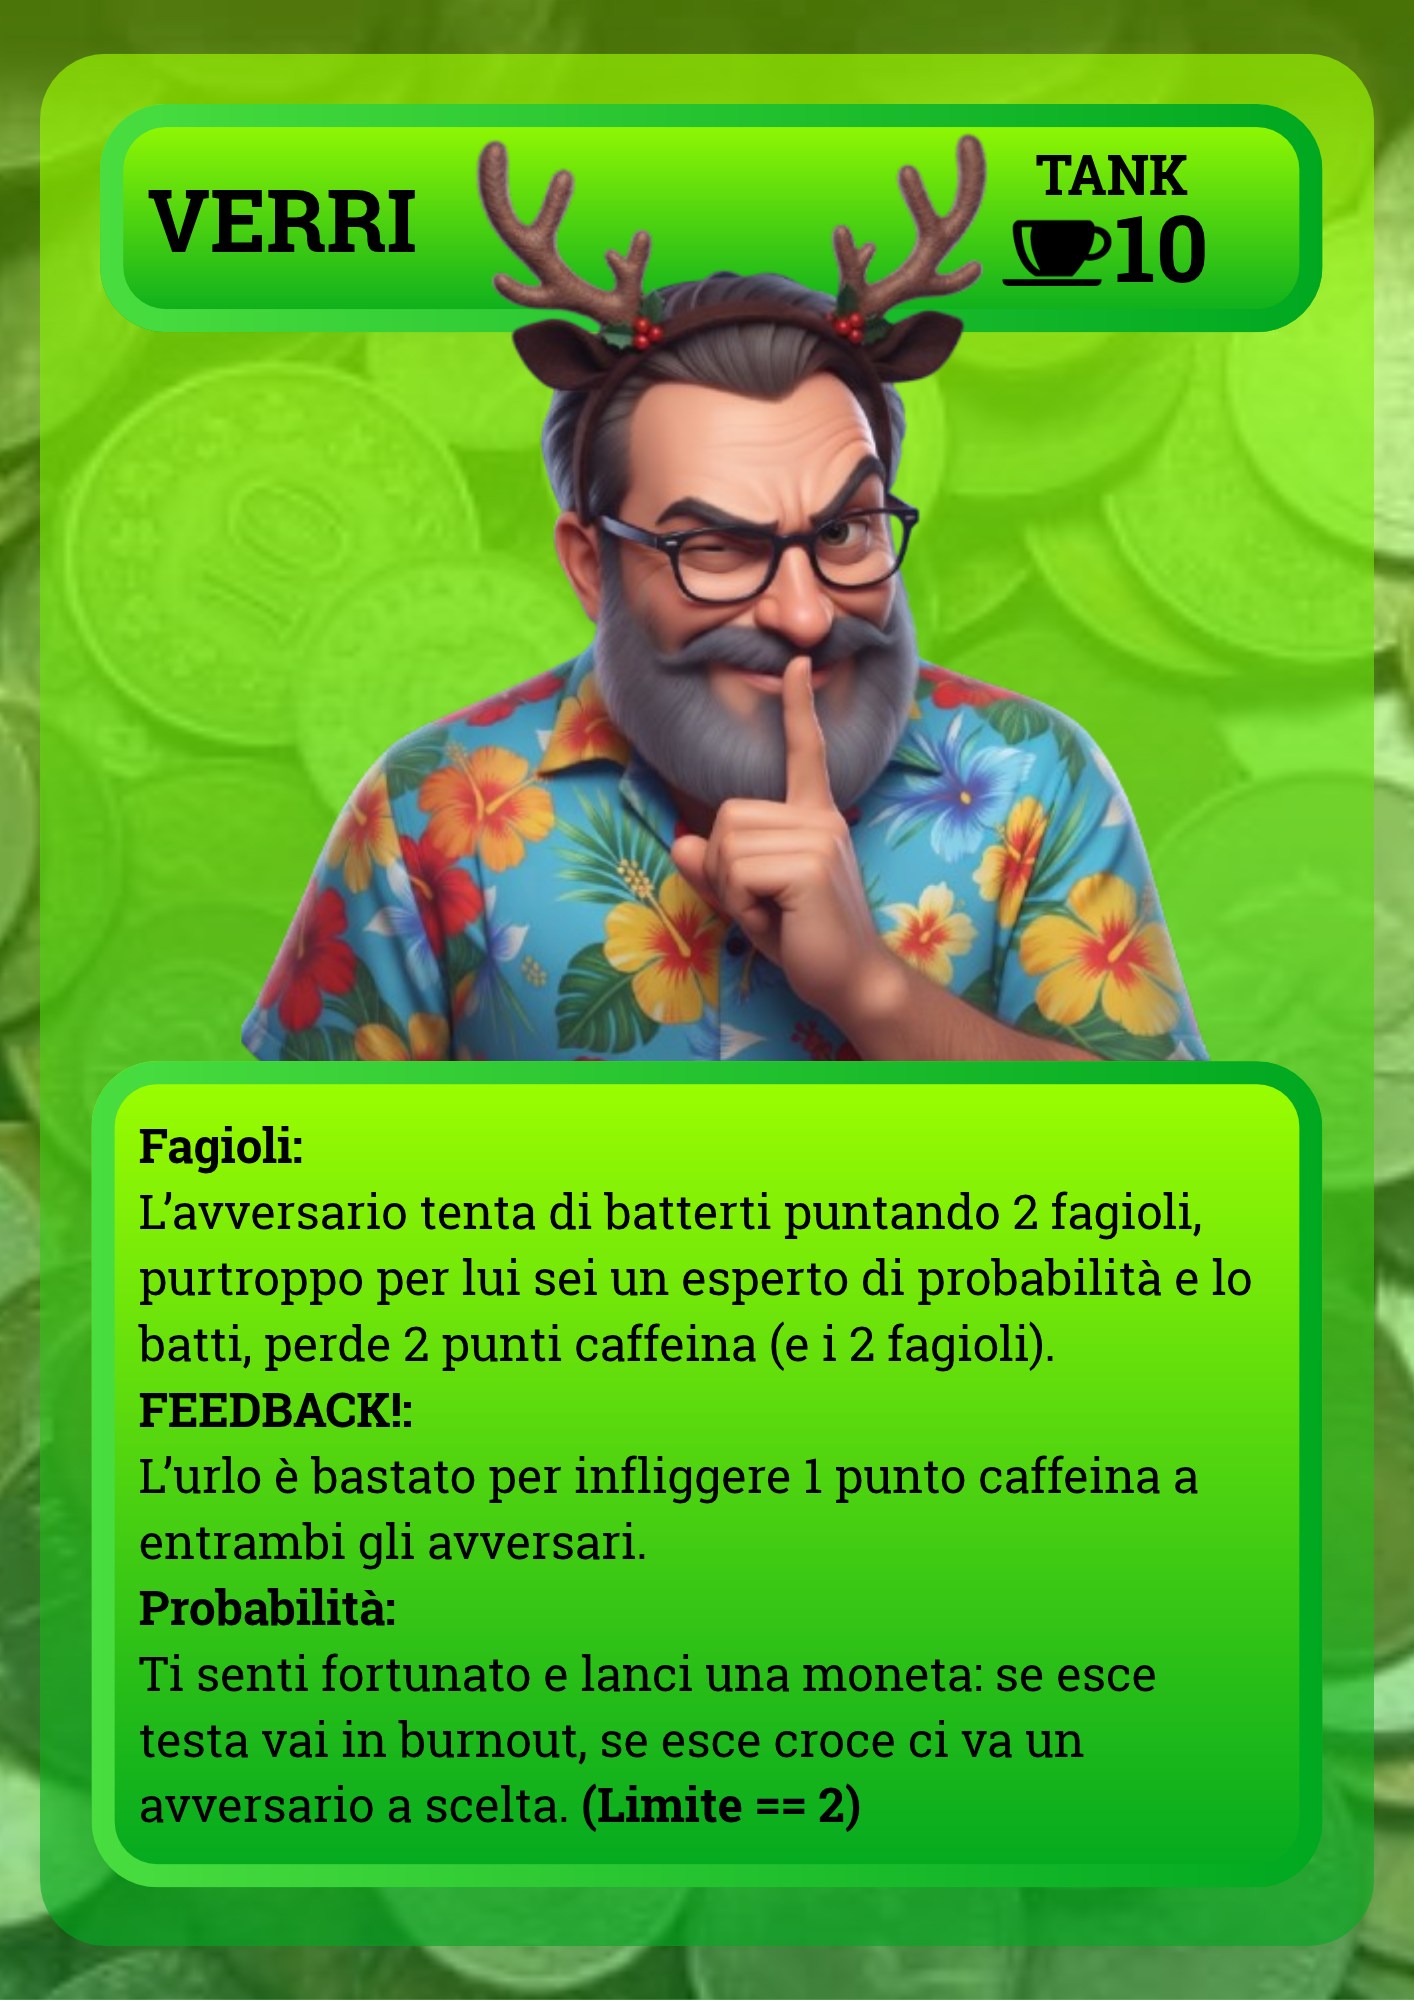 VERRI
TANK
10
Fagioli:
L’avversario tenta di batterti puntando 2 fagioli,
purtroppo per lui sei un esperto di probabilità e lo
batti, perde 2 punti caffeina (e i 2 fagioli).
FEEDBACK!:
L’urlo è bastato per infliggere 1 punto caffeina a
entrambi gli avversari.
Probabilità:
Ti senti fortunato e lanci una moneta: se esce
testa vai in burnout, se esce croce ci va un
avversario a scelta. (Limite == 2)
10